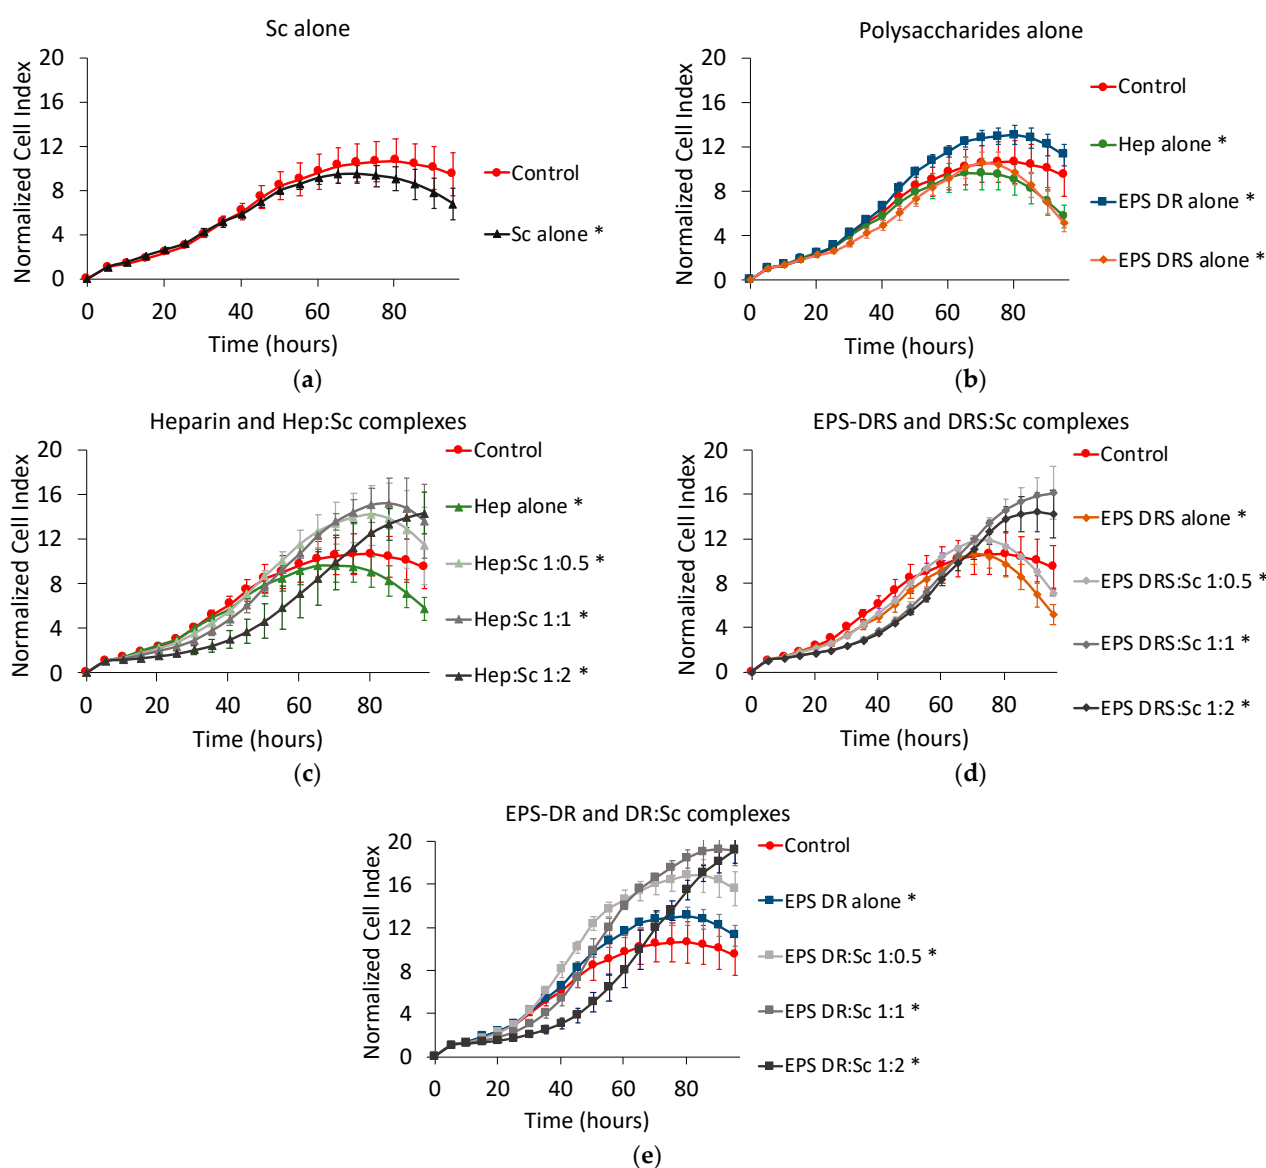 Sc alone
20
16
12
8
4
0
Normalized Cell Index
0 20 40 60 80
Time (hours)
Control
Sc alone *
(a)
Polysaccharides alone
20
16
12
8
4
0
Normalized Cell Index
0 20 40 60 80
Time (hours)
Control
Hep alone *
EPS DR alone *
EPS DRS alone *
(b)
Heparin and Hep:Sc complexes
20
16
12
8
4
0
Normalized Cell Index
0 20 40 60 80
Time (hours)
Control
Hep alone *
Hep:Sc 1:0.5 *
Hep:Sc 1:1 *
Hep:Sc 1:2 *
(c)
EPS-DRS and DRS:Sc complexes
20
16
12
8
4
0
Normalized Cell Index
0 20 40 60 80
Time (hours)
Control
EPS DRS alone *
EPS DRS:Sc 1:0.5 *
EPS DRS:Sc 1:1 *
EPS DRS:Sc 1:2 *
(d)
EPS-DR and DR:Sc complexes
20
16
12
8
4
0
Normalized Cell Index
0 20 40 60 80
Time (hours)
Control
EPS DR alone *
EPS DR:Sc 1:0.5 *
EPS DR:Sc 1:1 *
EPS DR:Sc 1:2 *
(e)